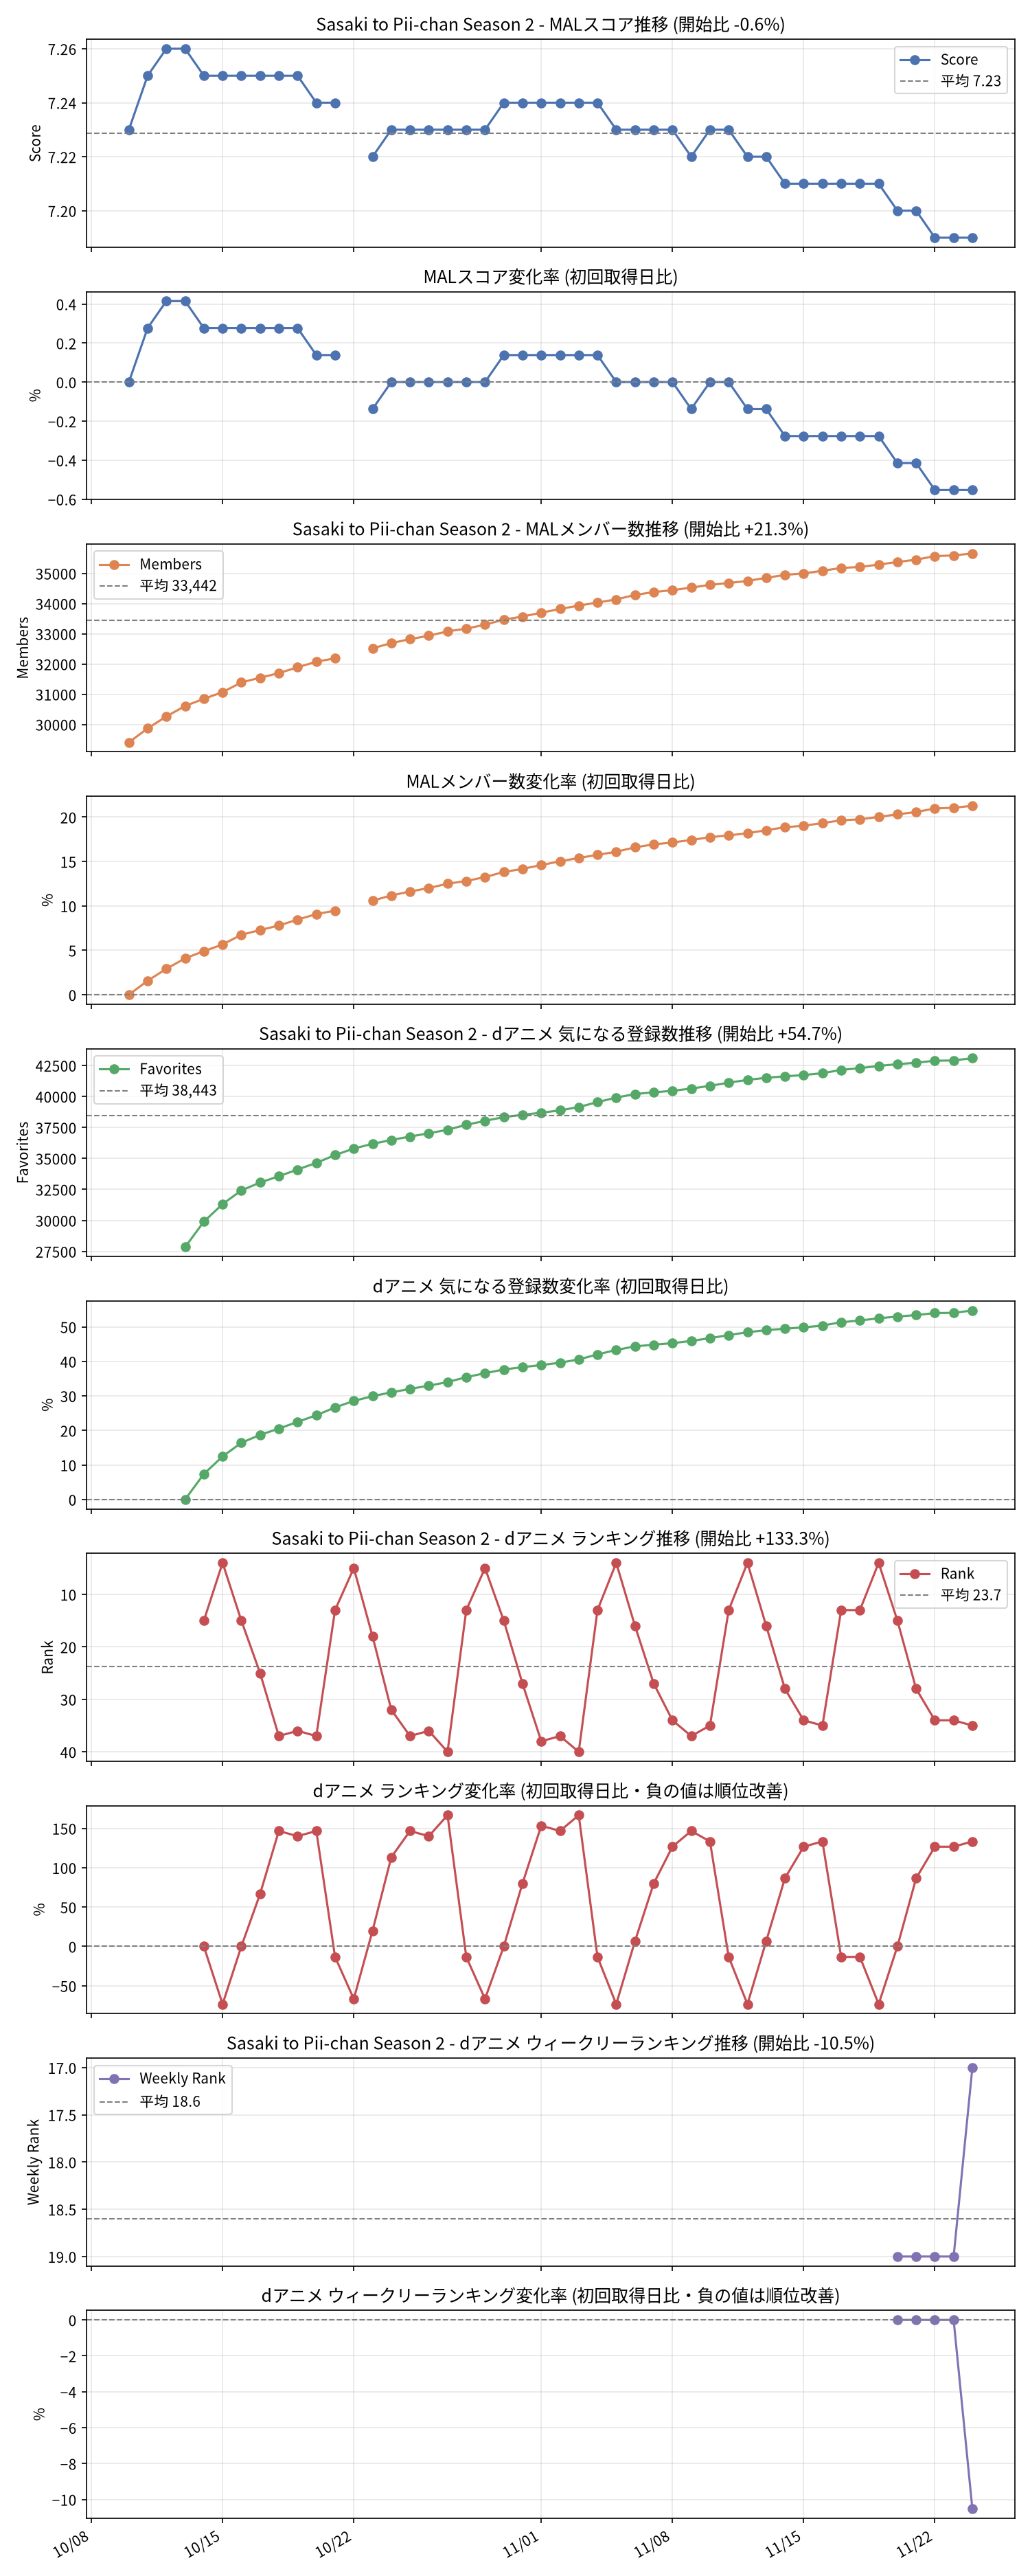 Sasaki to Pii-chan Season 2 - MALスコア推移 (開始比 -0.6%)
7.26
7.24
7.22
7.20
Score
Score
平均 7.23
MALスコア変化率 (初回取得日比)
0.4
0.2
0.0
−0.2
−0.4
−0.6
%
Sasaki to Pii-chan Season 2 - MALメンバー数推移 (開始比 +21.3%)
35000
34000
33000
32000
31000
30000
Members
Members
平均 33,442
MALメンバー数変化率 (初回取得日比)
20
15
10
5
0
%
Sasaki to Pii-chan Season 2 - dアニメ 気になる登録数推移 (開始比 +54.7%)
42500
40000
37500
35000
32500
30000
27500
Favorites
Favorites
平均 38,443
dアニメ 気になる登録数変化率 (初回取得日比)
50
40
30
20
10
0
%
Sasaki to Pii-chan Season 2 - dアニメ ランキング推移 (開始比 +133.3%)
10
20
30
40
Rank
Rank
平均 23.7
dアニメ ランキング変化率 (初回取得日比・負の値は順位改善)
150
100
50
0
−50
%
Sasaki to Pii-chan Season 2 - dアニメ ウィークリーランキング推移 (開始比 -10.5%)
17.0
17.5
18.0
18.5
19.0
Weekly Rank
Weekly Rank
平均 18.6
dアニメ ウィークリーランキング変化率 (初回取得日比・負の値は順位改善)
0
−2
−4
−6
−8
−10
%
10/08
10/15
10/22
11/01
11/08
11/15
11/22